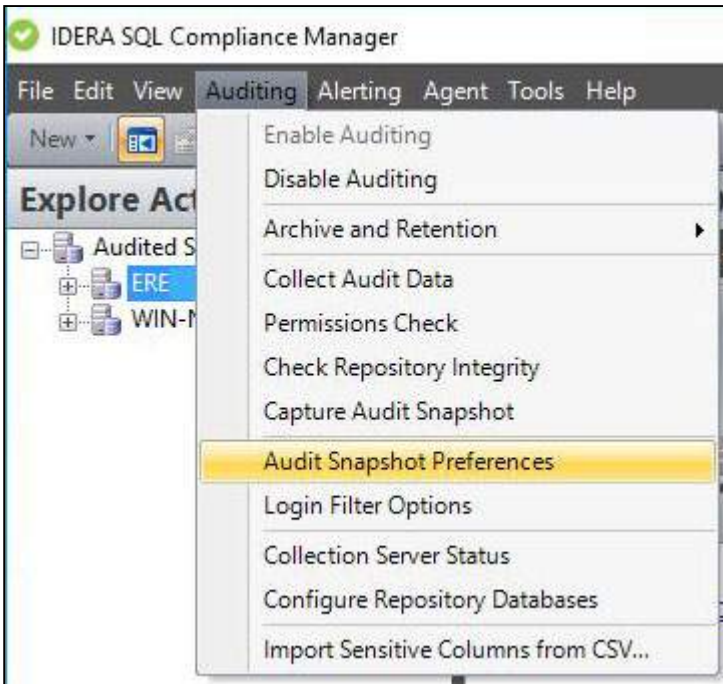 IDERA SQL Compliance Manager
File Edit View Auditing Alerting Agent Tools Help
New
Explore Act
Audited S
ERE
WIN-N
Enable Auditing
Disable Auditing
Archive and Retention
Collect Audit Data
Permissions Check
Check Repository Integrity
Capture Audit Snapshot
Audit Snapshot Preferences
Login Filter Options
Collection Server Status
Configure Repository Databases
Import Sensitive Columns from CSV...